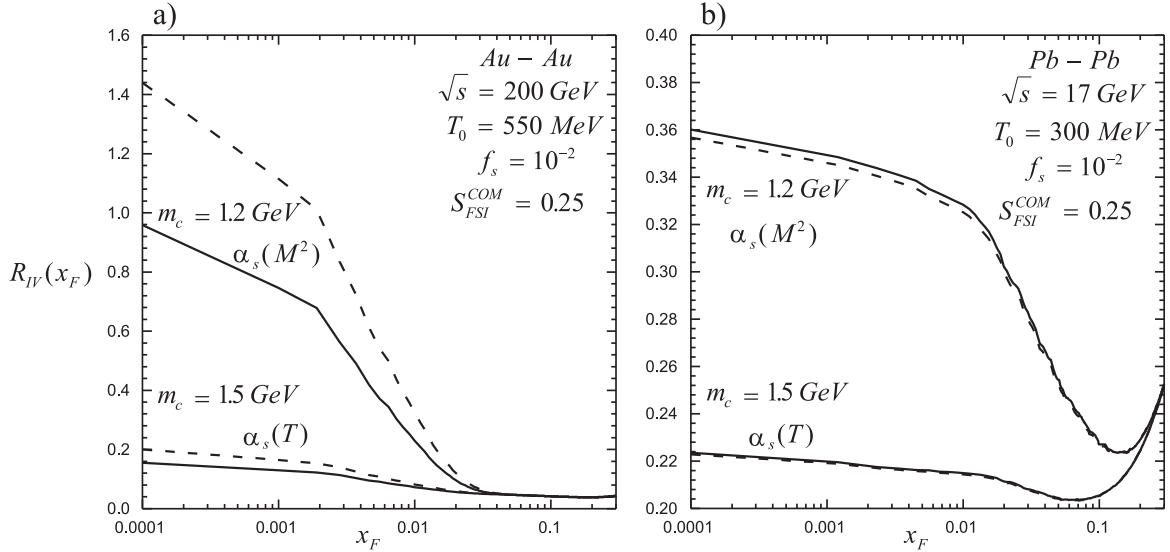 a)
Au – Au
√s = 200 GeV
T₀ = 550 MeV
f_s = 10⁻²
S_FSI^COM = 0.25
m_c = 1.2 GeV
α_s(M²)
m_c = 1.5 GeV
α_s(T)
R_IV(x_F)
1.6
1.4
1.2
1.0
0.8
0.6
0.4
0.2
0.0
0.0001
0.001
0.01
0.1
x_F
b)
Pb – Pb
√s = 17 GeV
T₀ = 300 MeV
f_s = 10⁻²
S_FSI^COM = 0.25
m_c = 1.2 GeV
α_s(M²)
m_c = 1.5 GeV
α_s(T)
0.40
0.38
0.36
0.34
0.32
0.30
0.28
0.26
0.24
0.22
0.20
0.0001
0.001
0.01
0.1
x_F